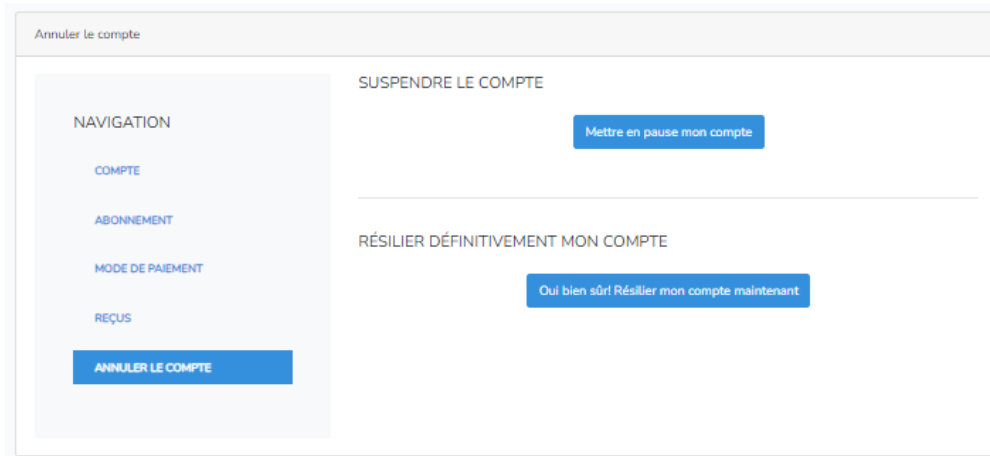 Annuler le compte
NAVIGATION
COMPTE
ABONNEMENT
MODE DE PAIEMENT
REÇUS
ANNULER LE COMPTE
SUSPENDRE LE COMPTE
Mettre en pause mon compte
RÉSILIER DÉFINITIVEMENT MON COMPTE
Oui bien sûr! Résilier mon compte maintenant